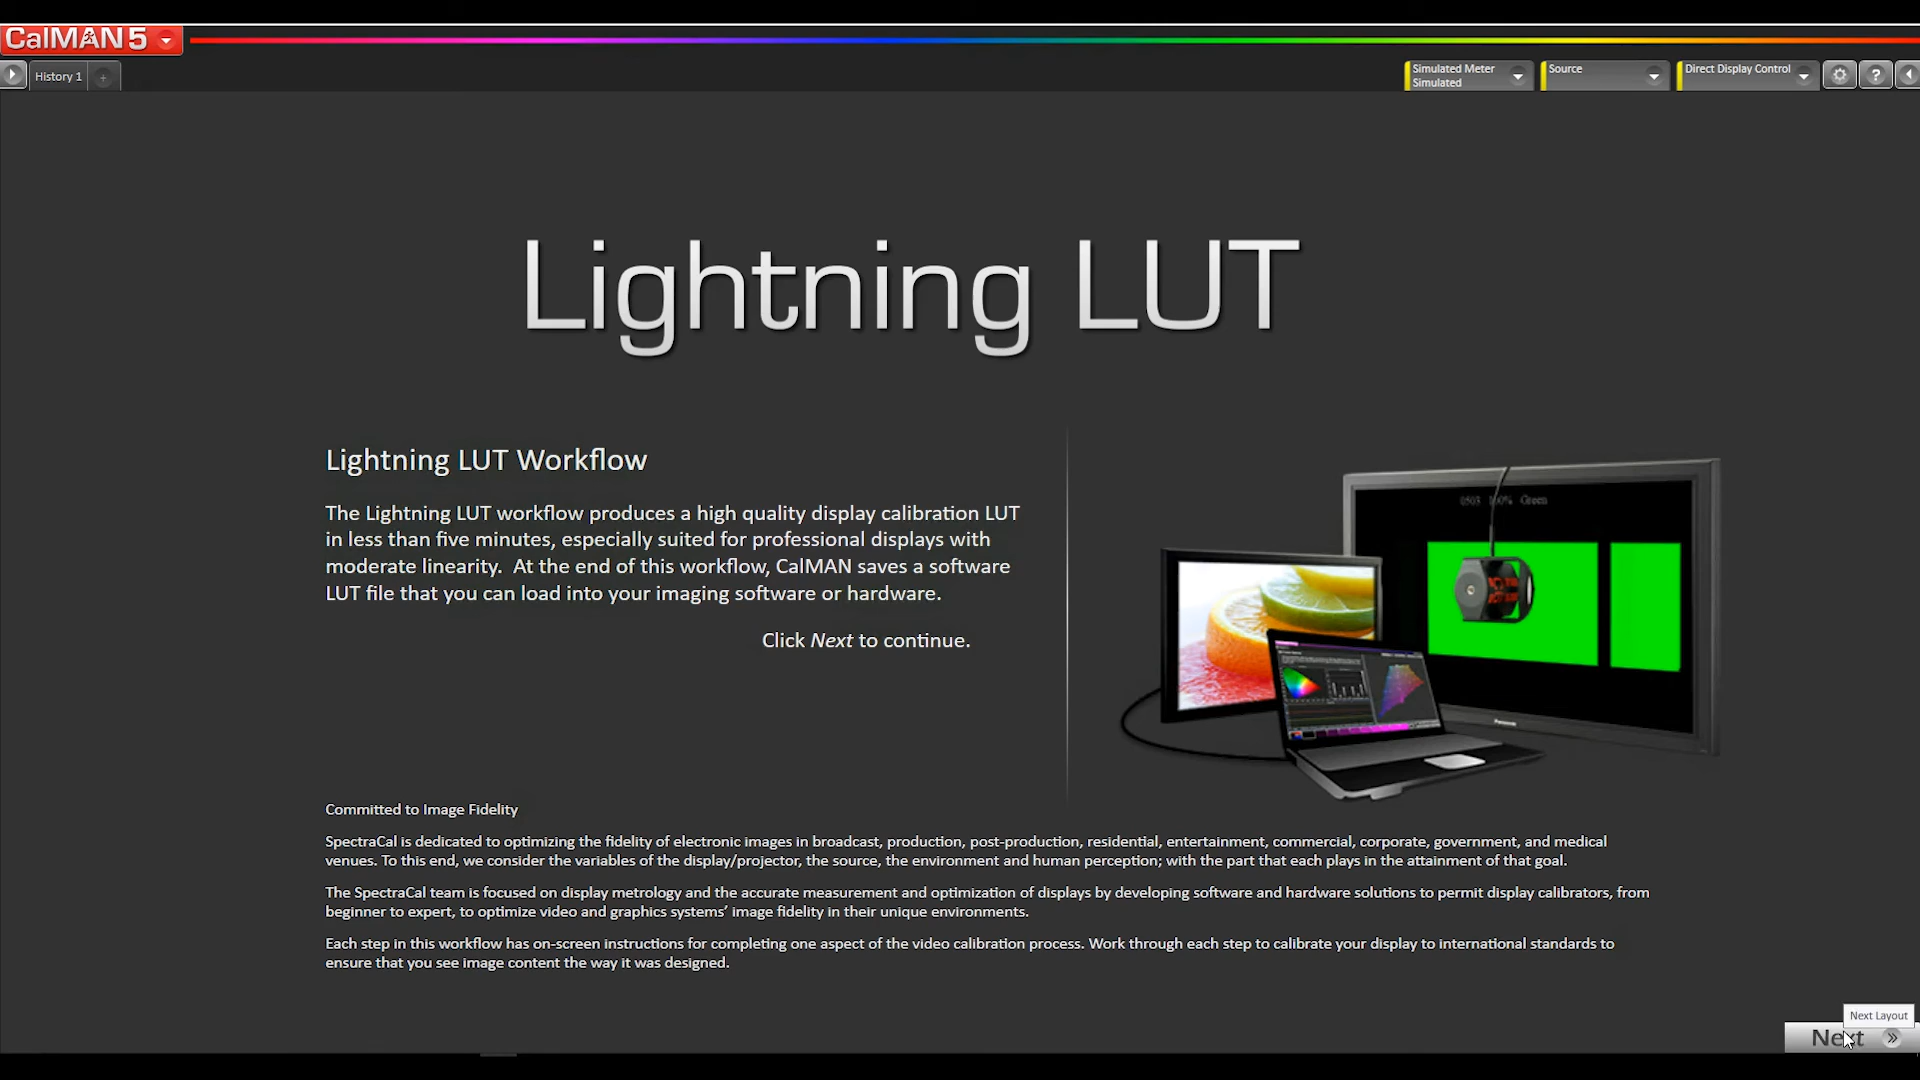 CalMAN 5
History 1
Simulated Meter
Simulated
Source
Direct Display Control
?
Lightning LUT
Lightning LUT Workflow
The Lightning LUT workflow produces a high quality display calibration LUT
in less than five minutes, especially suited for professional displays with
moderate linearity.  At the end of this workflow, CalMAN saves a software
LUT file that you can load into your imaging software or hardware.
Click Next to continue.
0503 100% Green
Panasonic
Committed to Image Fidelity
SpectraCal is dedicated to optimizing the fidelity of electronic images in broadcast, production, post-production, residential, entertainment, commercial, corporate, government, and medical
venues. To this end, we consider the variables of the display/projector, the source, the environment and human perception; with the part that each plays in the attainment of that goal.
The SpectraCal team is focused on display metrology and the accurate measurement and optimization of displays by developing software and hardware solutions to permit display calibrators, from
beginner to expert, to optimize video and graphics systems’ image fidelity in their unique environments.
Each step in this workflow has on-screen instructions for completing one aspect of the video calibration process. Work through each step to calibrate your display to international standards to
ensure that you see image content the way it was designed.
Next Layout
Next